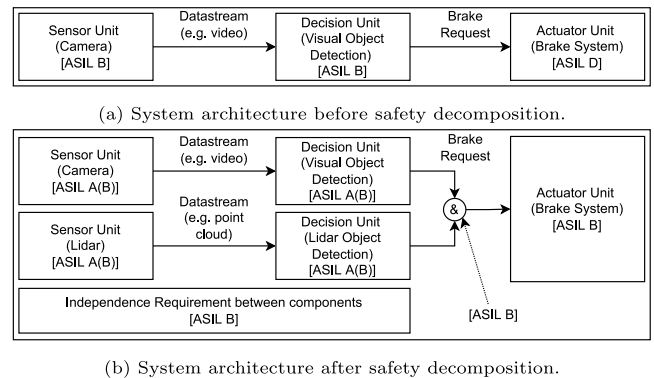 Sensor Unit
(Camera)
[ASIL B]
Datastream
(e.g. video)
Decision Unit
(Visual Object
Detection)
[ASIL B]
Brake
Request
Actuator Unit
(Brake System)
[ASIL D]
(a) System architecture before safety decomposition.
Sensor Unit
(Camera)
[ASIL A(B)]
Datastream
(e.g. video)
Decision Unit
(Visual Object
Detection)
[ASIL A(B)]
Brake
Request
Sensor Unit
(Lidar)
[ASIL A(B)]
Datastream
(e.g. point
cloud)
Decision Unit
(Lidar Object
Detection)
[ASIL A(B)]
&
Actuator Unit
(Brake System)
[ASIL B]
Independence Requirement between components
[ASIL B]
[ASIL B]
(b) System architecture after safety decomposition.